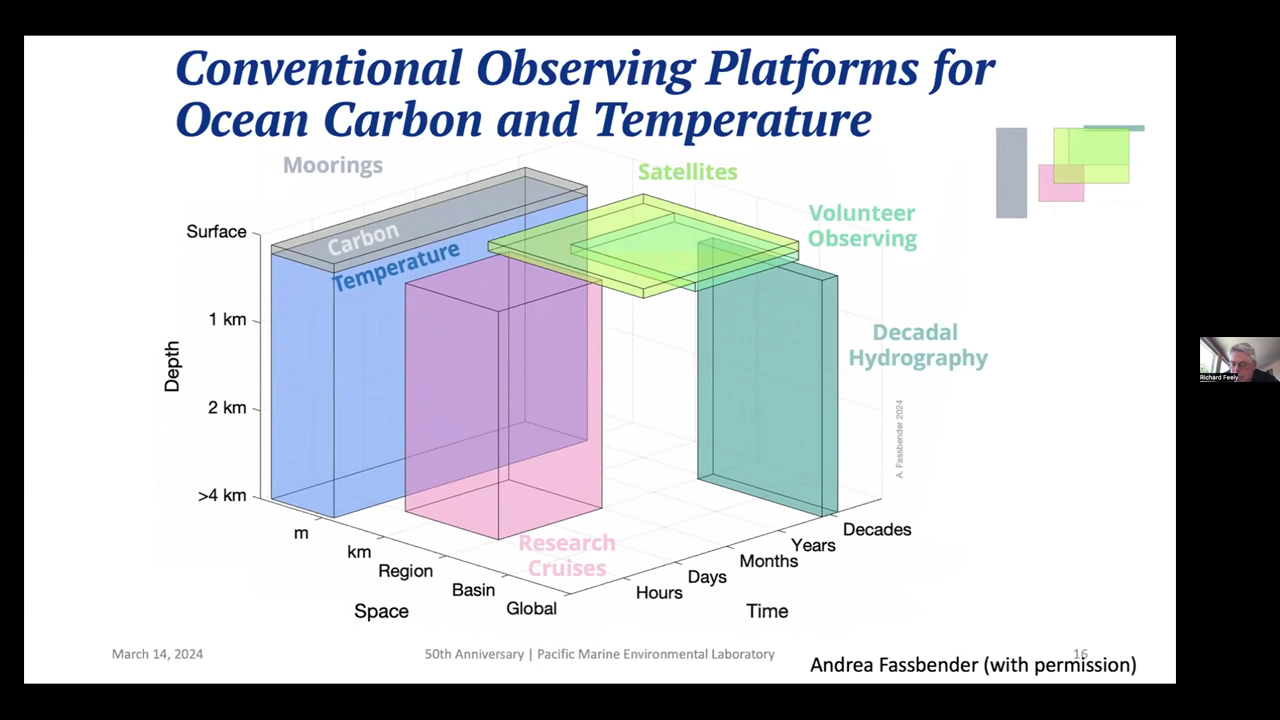 Conventional Observing Platforms for
Ocean Carbon and Temperature
Moorings
Satellites
Volunteer
Observing
Carbon
Temperature
Decadal
Hydrography
Research
Cruises
Surface
1 km
2 km
>4 km
Depth
m
km
Region
Basin
Global
Space
Hours
Days
Months
Years
Decades
Time
A. Fassbender 2024
March 14, 2024
50th Anniversary | Pacific Marine Environmental Laboratory
16
Andrea Fassbender (with permission)
Richard Feely